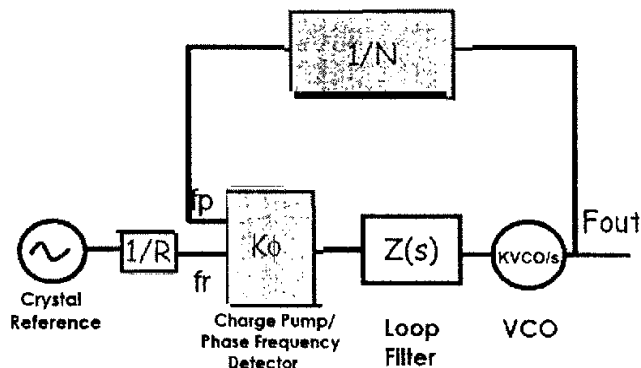 1/N
fp
Kϕ
1/R
fr
Z(s)
KVCO/s
Fout
Crystal
Reference
Charge Pump/
Phase Frequency
Detector
Loop
Filter
VCO